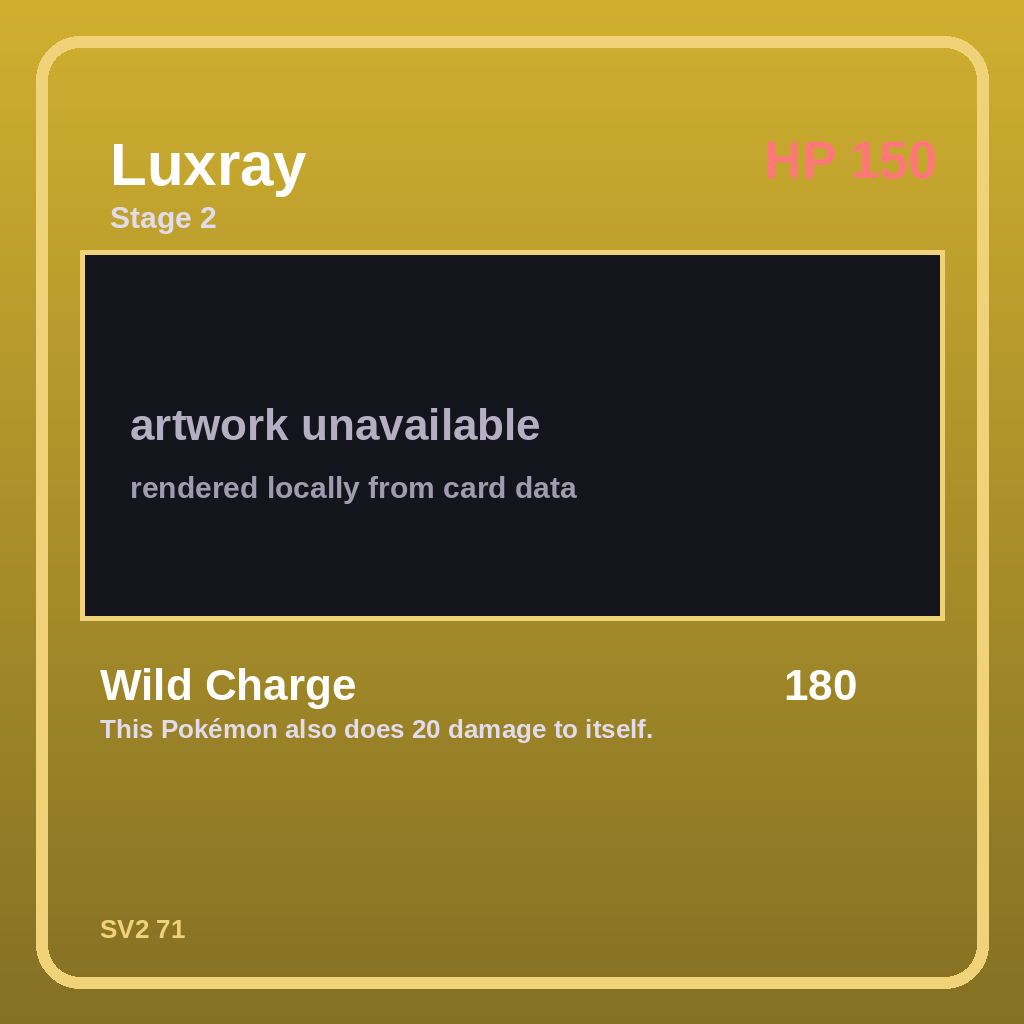 Luxray
HP 150
Stage 2
artwork unavailable
rendered locally from card data
Wild Charge
180
This Pokémon also does 20 damage to itself.
SV2 71